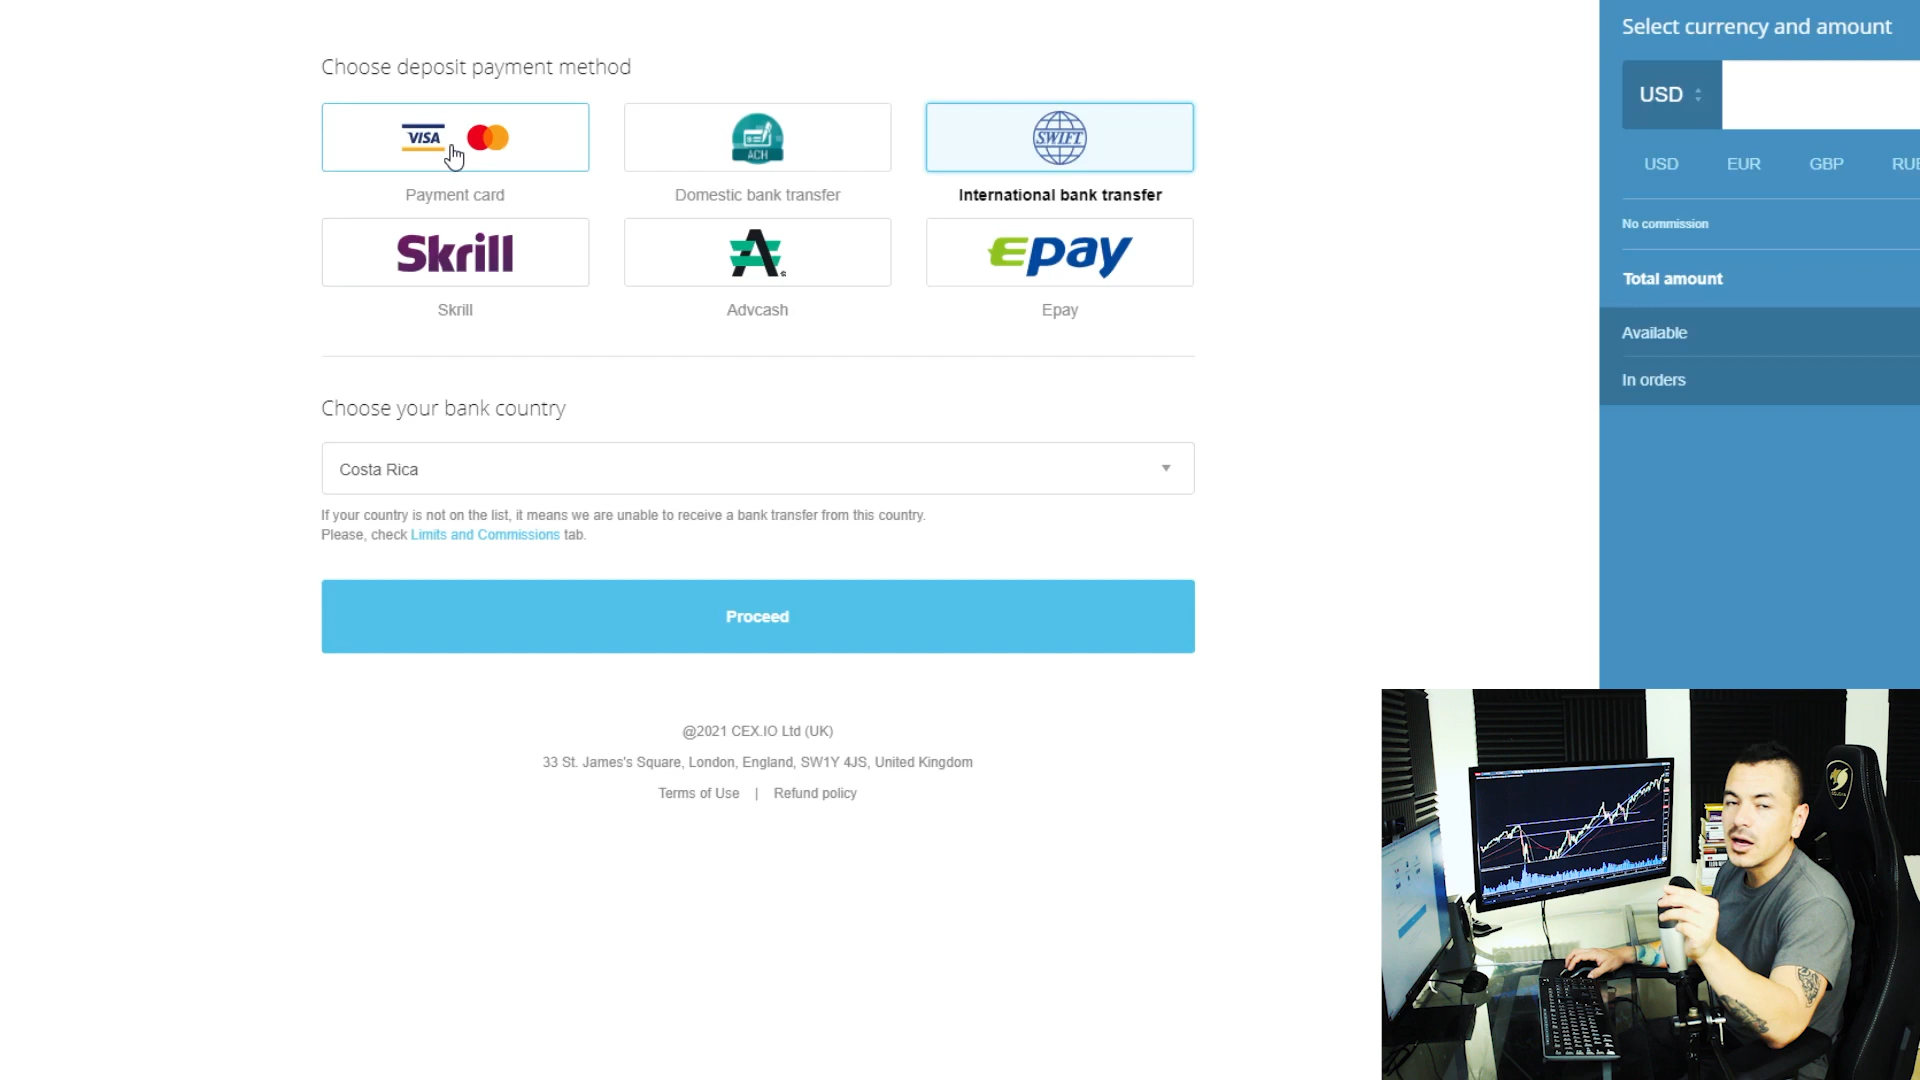 Choose deposit payment method
VISA
ACH
SWIFT
Payment card
Domestic bank transfer
International bank transfer
Skrill
Epay
Skrill
Advcash
Epay
Choose your bank country
Costa Rica
If your country is not on the list, it means we are unable to receive a bank transfer from this country.
Please, check Limits and Commissions tab.
Proceed
@2021 CEX.IO Ltd (UK)
33 St. James's Square, London, England, SW1Y 4JS, United Kingdom
Terms of Use | Refund policy
Select currency and amount
USD
USD EUR GBP RUB
No commission
Total amount
Available
In orders